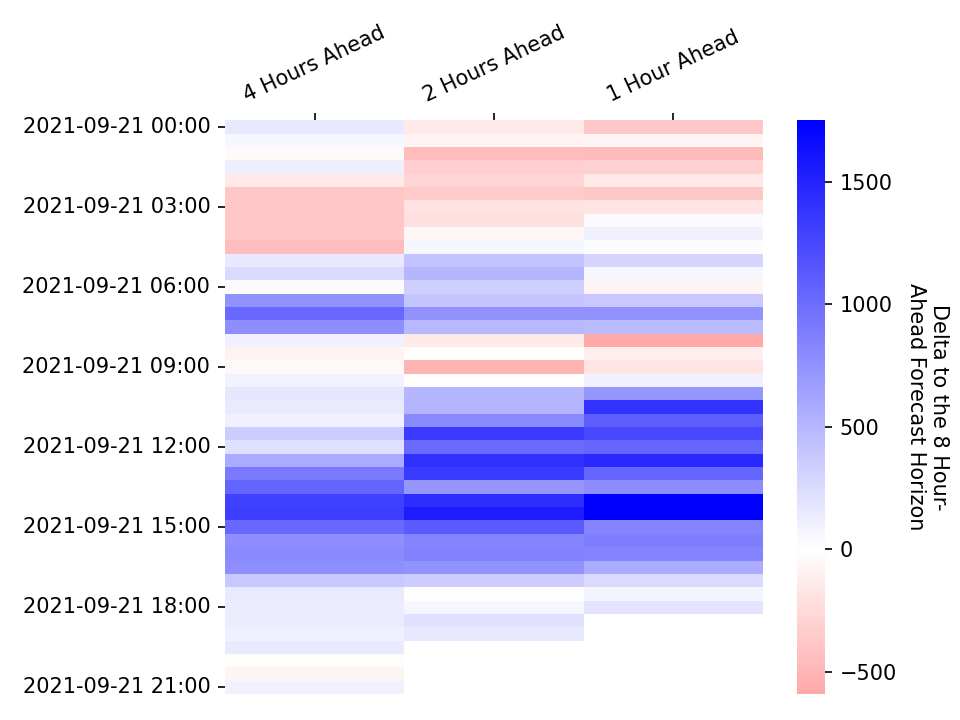 4 Hours Ahead
2 Hours Ahead
1 Hour Ahead
2021-09-21 00:00
2021-09-21 03:00
2021-09-21 06:00
2021-09-21 09:00
2021-09-21 12:00
2021-09-21 15:00
2021-09-21 18:00
2021-09-21 21:00
1500
1000
500
0
−500
Delta to the 8 Hour-
Ahead Forecast Horizon